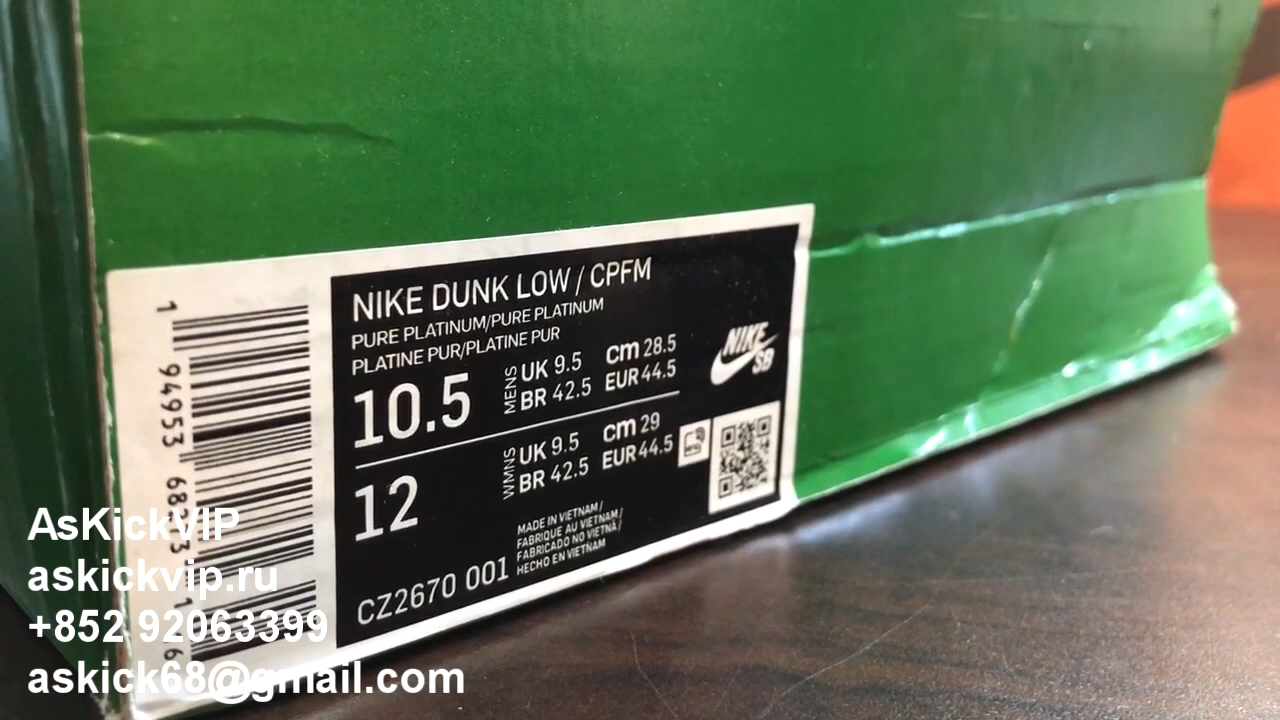 NIKE DUNK LOW / CPFM
PURE PLATINUM/PURE PLATINUM
PLATINE PUR/PLATINE PUR
10.5 MENS UK 9.5 cm 28.5
BR 42.5 EUR 44.5
12 WMNS UK 9.5 cm 29
BR 42.5 EUR 44.5
NIKE
SB
MADE IN VIETNAM/
FABRIQUE AU VIETNAM/
FABRICADO NO VIETNÃ/
HECHO EN VIETNAM
CZ2670 001
1 94953
AsKickVIP
askickvip.ru
+852 92063399
askick68@gmail.com